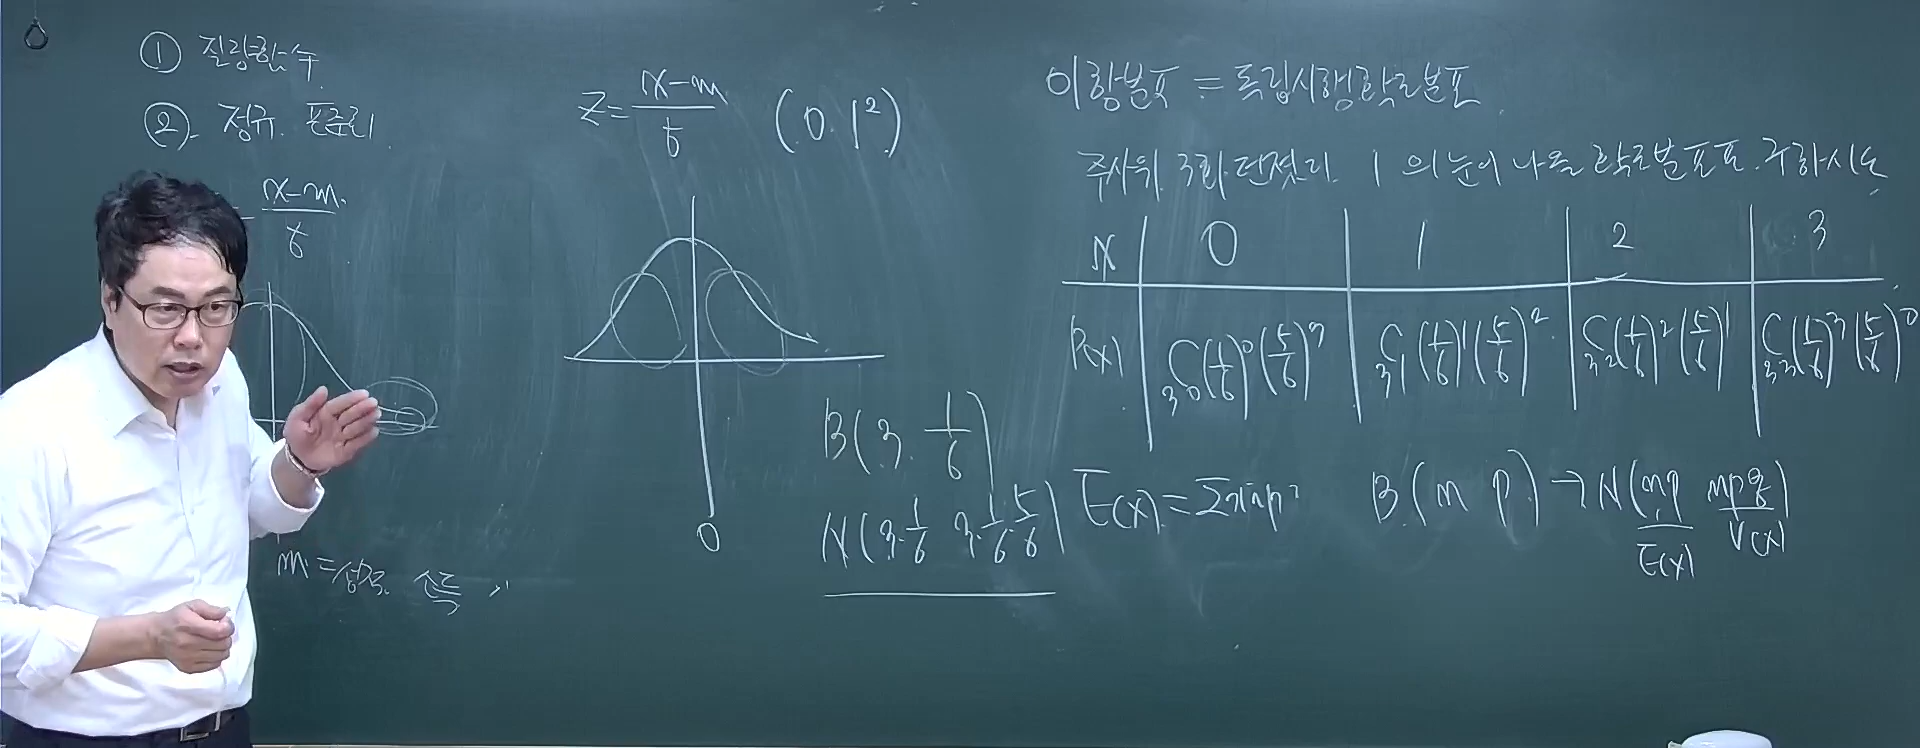 ① 질량함수
② 정규. 표준화
x-m / σ
m = 성적. 소득
Z = x-m / σ (0. 1²)
0
B(3. 1/6)
N(3·1/6 3·1/6·5/6)
이항분포 = 독립시행확률분포
주사위 3회 던졌다. 1의 눈이 나올 확률분포표. 구하시오
X 0 1 2 3
P(x) ₃C₀(1/6)⁰(5/6)³ ₃C₁(1/6)¹(5/6)² ₃C₂(1/6)²(5/6)¹ ₃C₃(1/6)³(5/6)⁰
E(x) = Σxipi
B(n p) → N(np npq)
E(x) V(x)